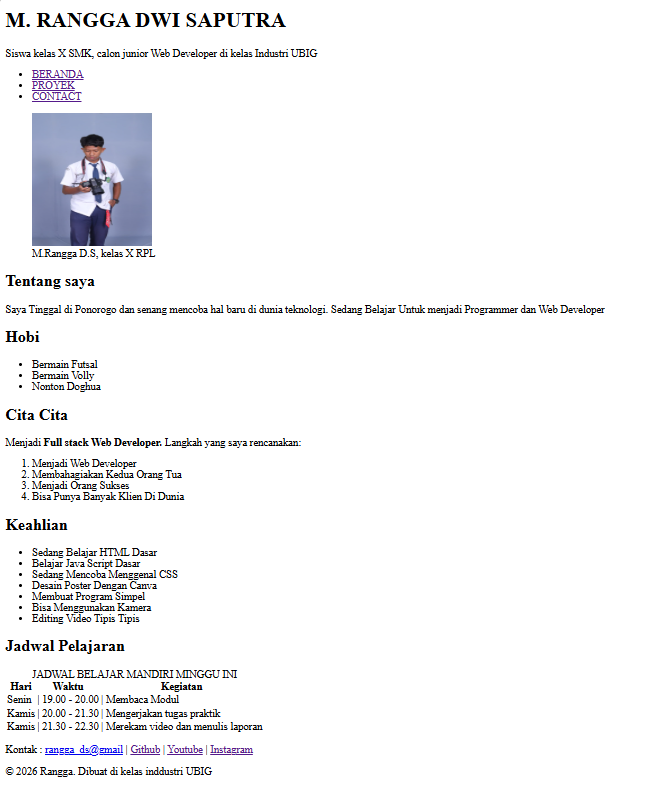 M. RANGGA DWI SAPUTRA
Siswa kelas X SMK, calon junior Web Developer di kelas Industri UBIG
BERANDA
PROYEK
CONTACT
M.Rangga D.S, kelas X RPL
Tentang saya
Saya Tinggal di Ponorogo dan senang mencoba hal baru di dunia teknologi. Sedang Belajar Untuk menjadi Programmer dan Web Developer
Hobi
Bermain Futsal
Bermain Volly
Nonton Doghua
Cita Cita
Menjadi Full stack Web Developer. Langkah yang saya rencanakan:
1. Menjadi Web Developer
2. Membahagiakan Kedua Orang Tua
3. Menjadi Orang Sukses
4. Bisa Punya Banyak Klien Di Dunia
Keahlian
Sedang Belajar HTML Dasar
Belajar Java Script Dasar
Sedang Mencoba Menggenal CSS
Desain Poster Dengan Canva
Membuat Program Simpel
Bisa Menggunakan Kamera
Editing Video Tipis Tipis
Jadwal Pelajaran
JADWAL BELAJAR MANDIRI MINGGU INI
Hari Waktu Kegiatan
Senin | 19.00 - 20.00 | Membaca Modul
Kamis | 20.00 - 21.30 | Mengerjakan tugas praktik
Kamis | 21.30 - 22.30 | Merekam video dan menulis laporan
Kontak : rangga_ds@gmail | Github | Youtube | Instagram
© 2026 Rangga. Dibuat di kelas inddustri UBIG